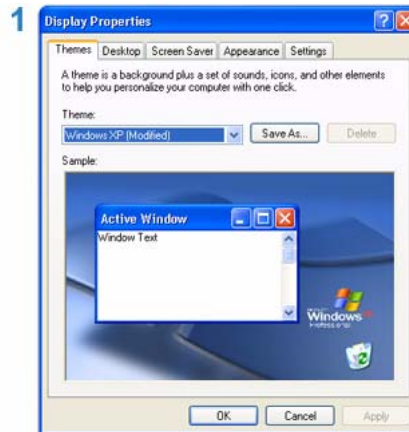 1
Display Properties
Themes Desktop Screen Saver Appearance Settings
A theme is a background plus a set of sounds, icons, and other elements
to help you personalize your computer with one click.
Theme:
Windows XP (Modified) Save As... Delete
Sample:
Active Window
Window Text
Windows
Professional
OK Cancel Apply